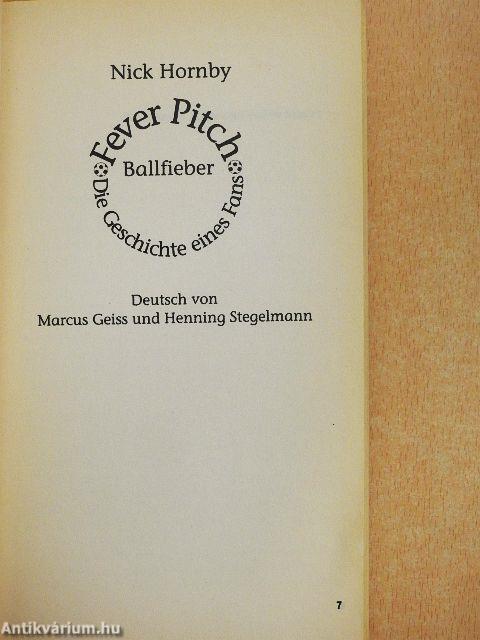 Nick Hornby
Fever Pitch
Ballfieber
Die Geschichte eines Fans
Deutsch von
Marcus Geiss und Henning Stegelmann
7
Antikvárium.hu